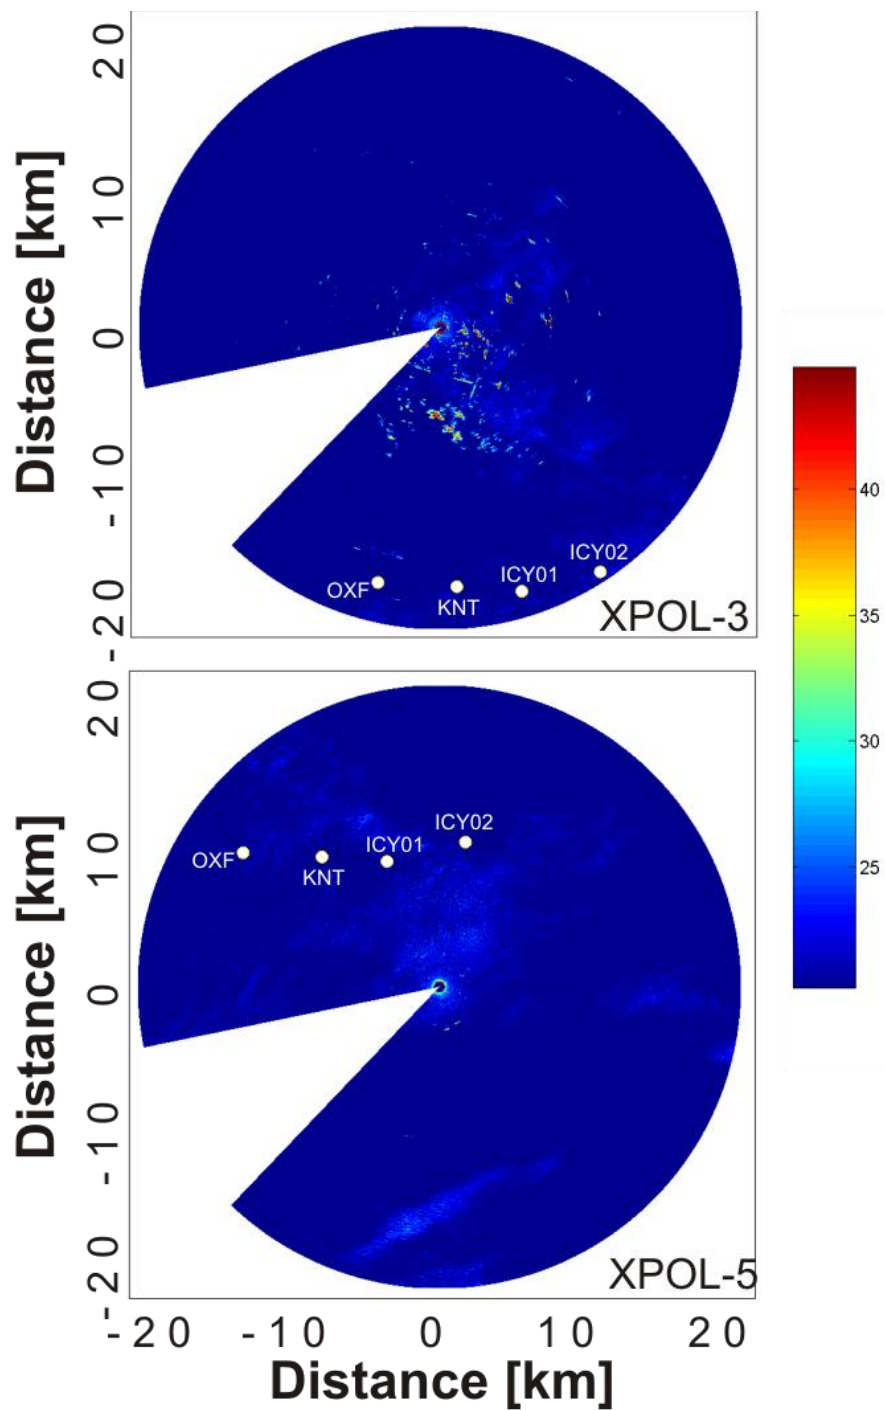 20
10
0
-10
-20
Distance [km]
OXF
KNT
ICY01
ICY02
XPOL-3
40
35
30
25
20
10
0
-10
-20
Distance [km]
OXF
KNT
ICY01
ICY02
XPOL-5
-20 -10 0 10 20
Distance [km]